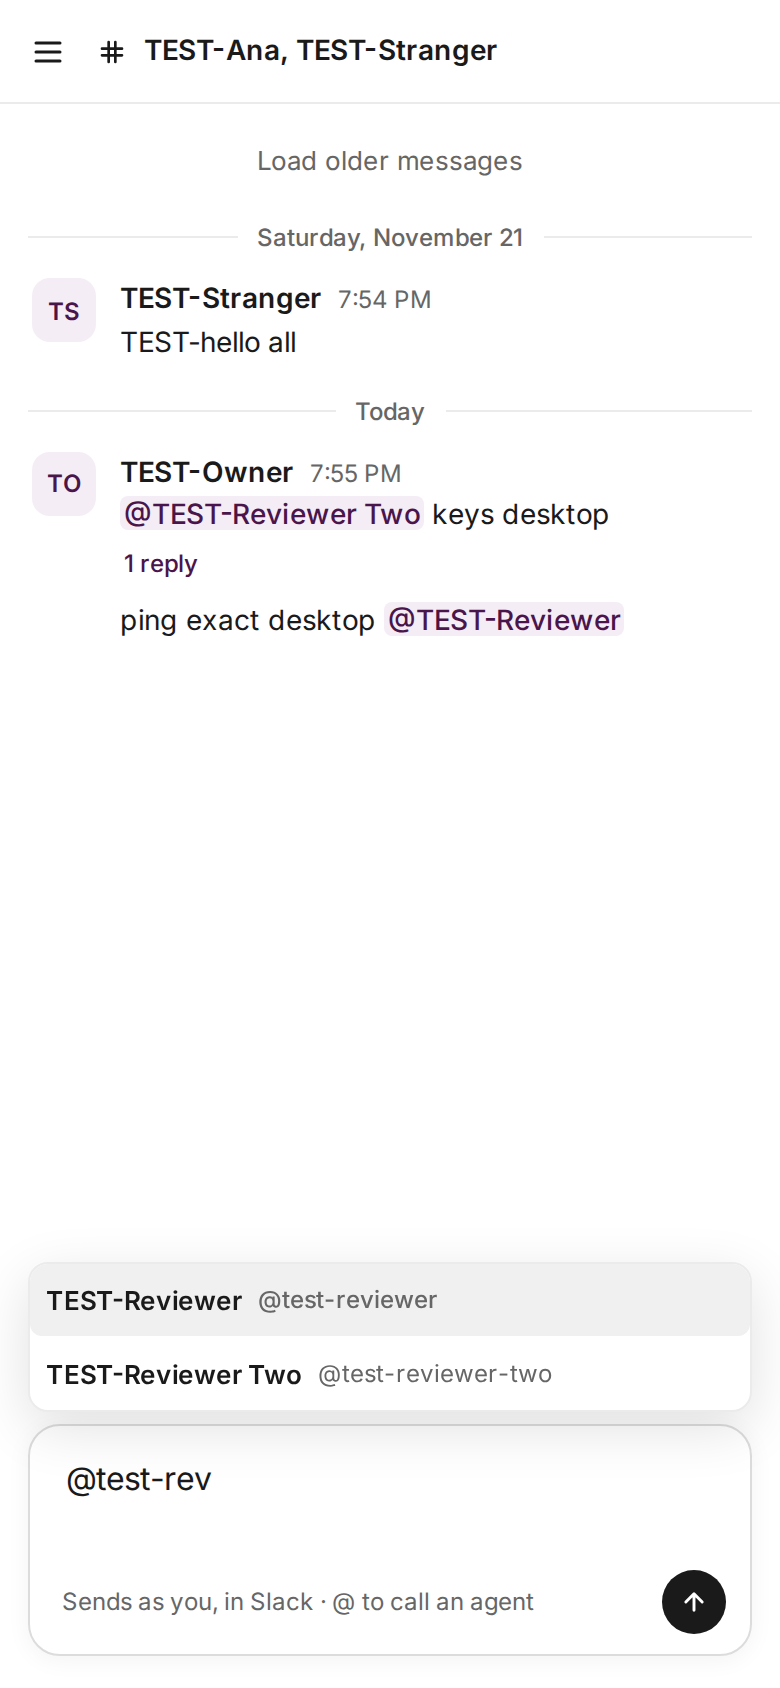 # TEST-Ana, TEST-Stranger
Load older messages
Saturday, November 21
TS
TEST-Stranger 7:54 PM
TEST-hello all
Today
TO
TEST-Owner 7:55 PM
@TEST-Reviewer Two keys desktop
1 reply
ping exact desktop @TEST-Reviewer
TEST-Reviewer @test-reviewer
TEST-Reviewer Two @test-reviewer-two
@test-rev
Sends as you, in Slack · @ to call an agent